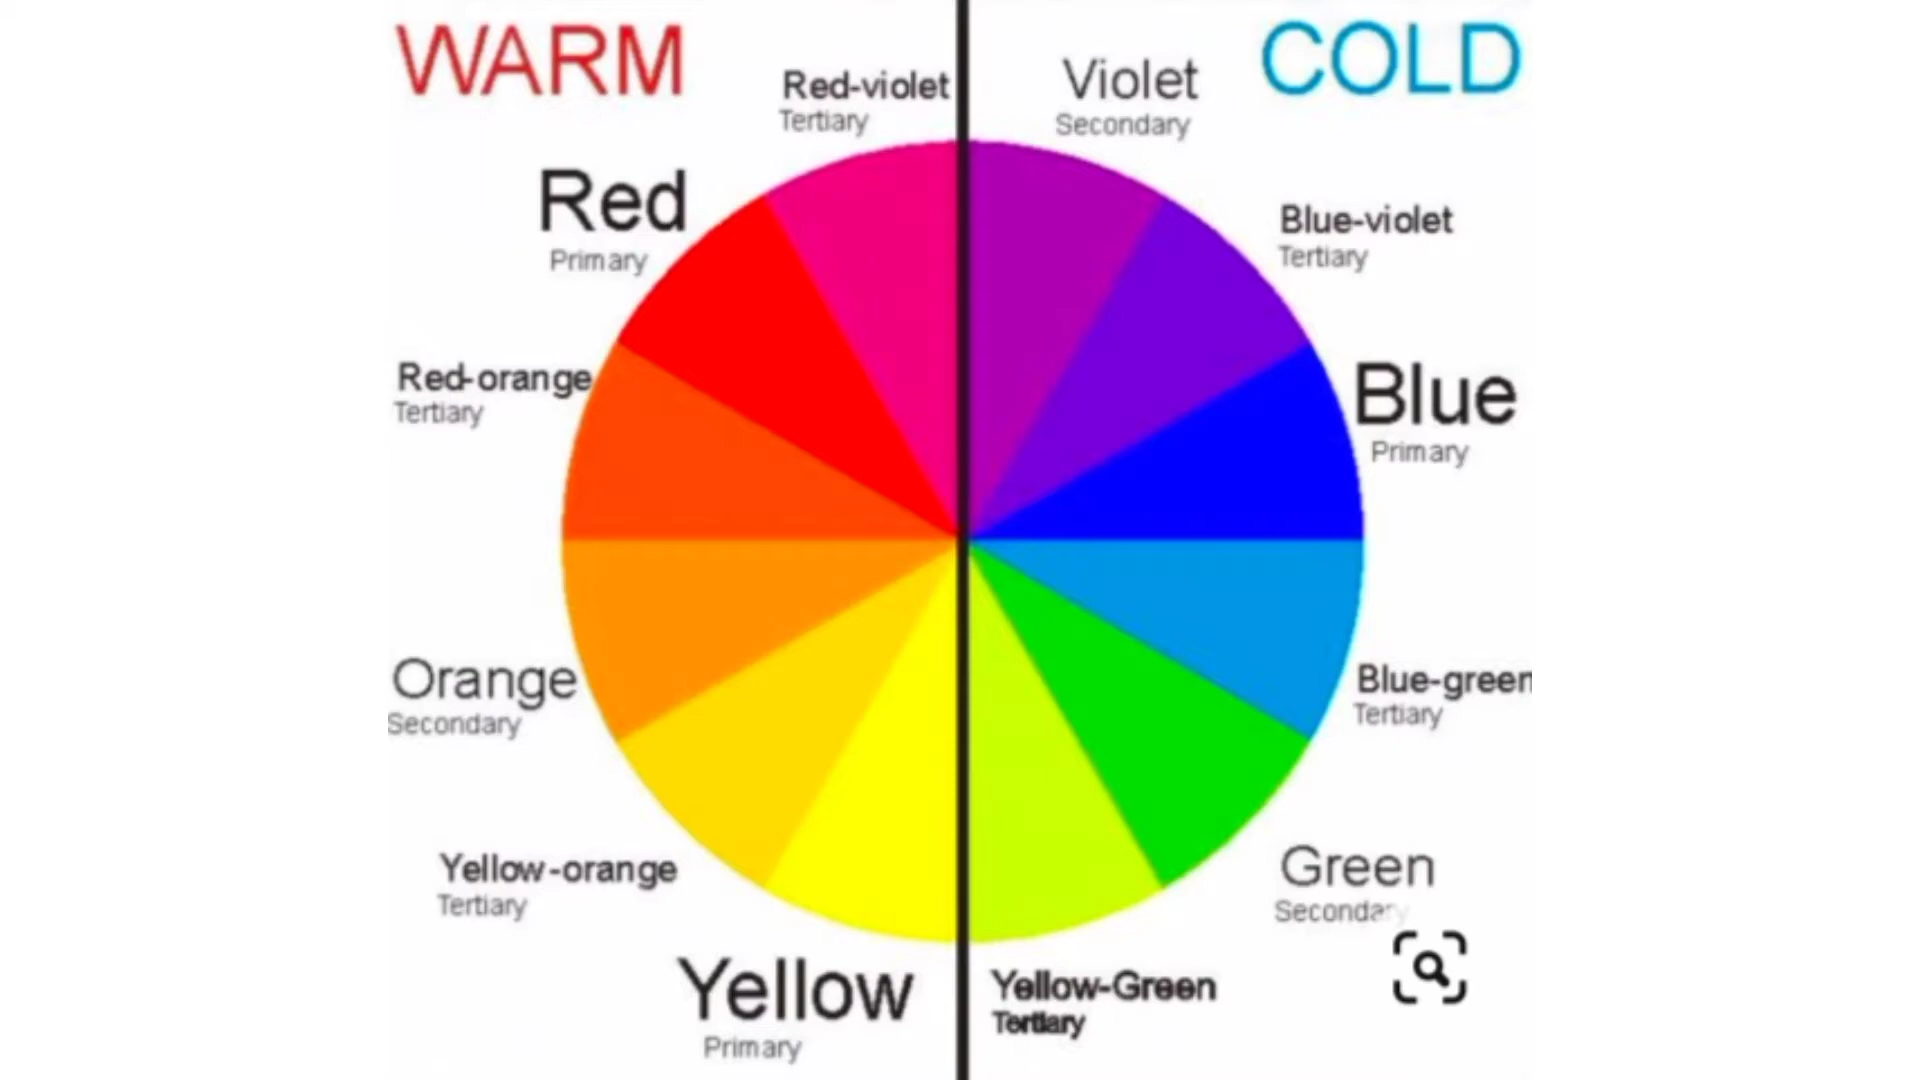 WARM
COLD
Red-violet
Tertiary
Violet
Secondary
Red
Primary
Blue-violet
Tertiary
Red-orange
Tertiary
Blue
Primary
Orange
Secondary
Blue-green
Tertiary
Yellow-orange
Tertiary
Green
Secondary
Yellow
Primary
Yellow-Green
Tertiary